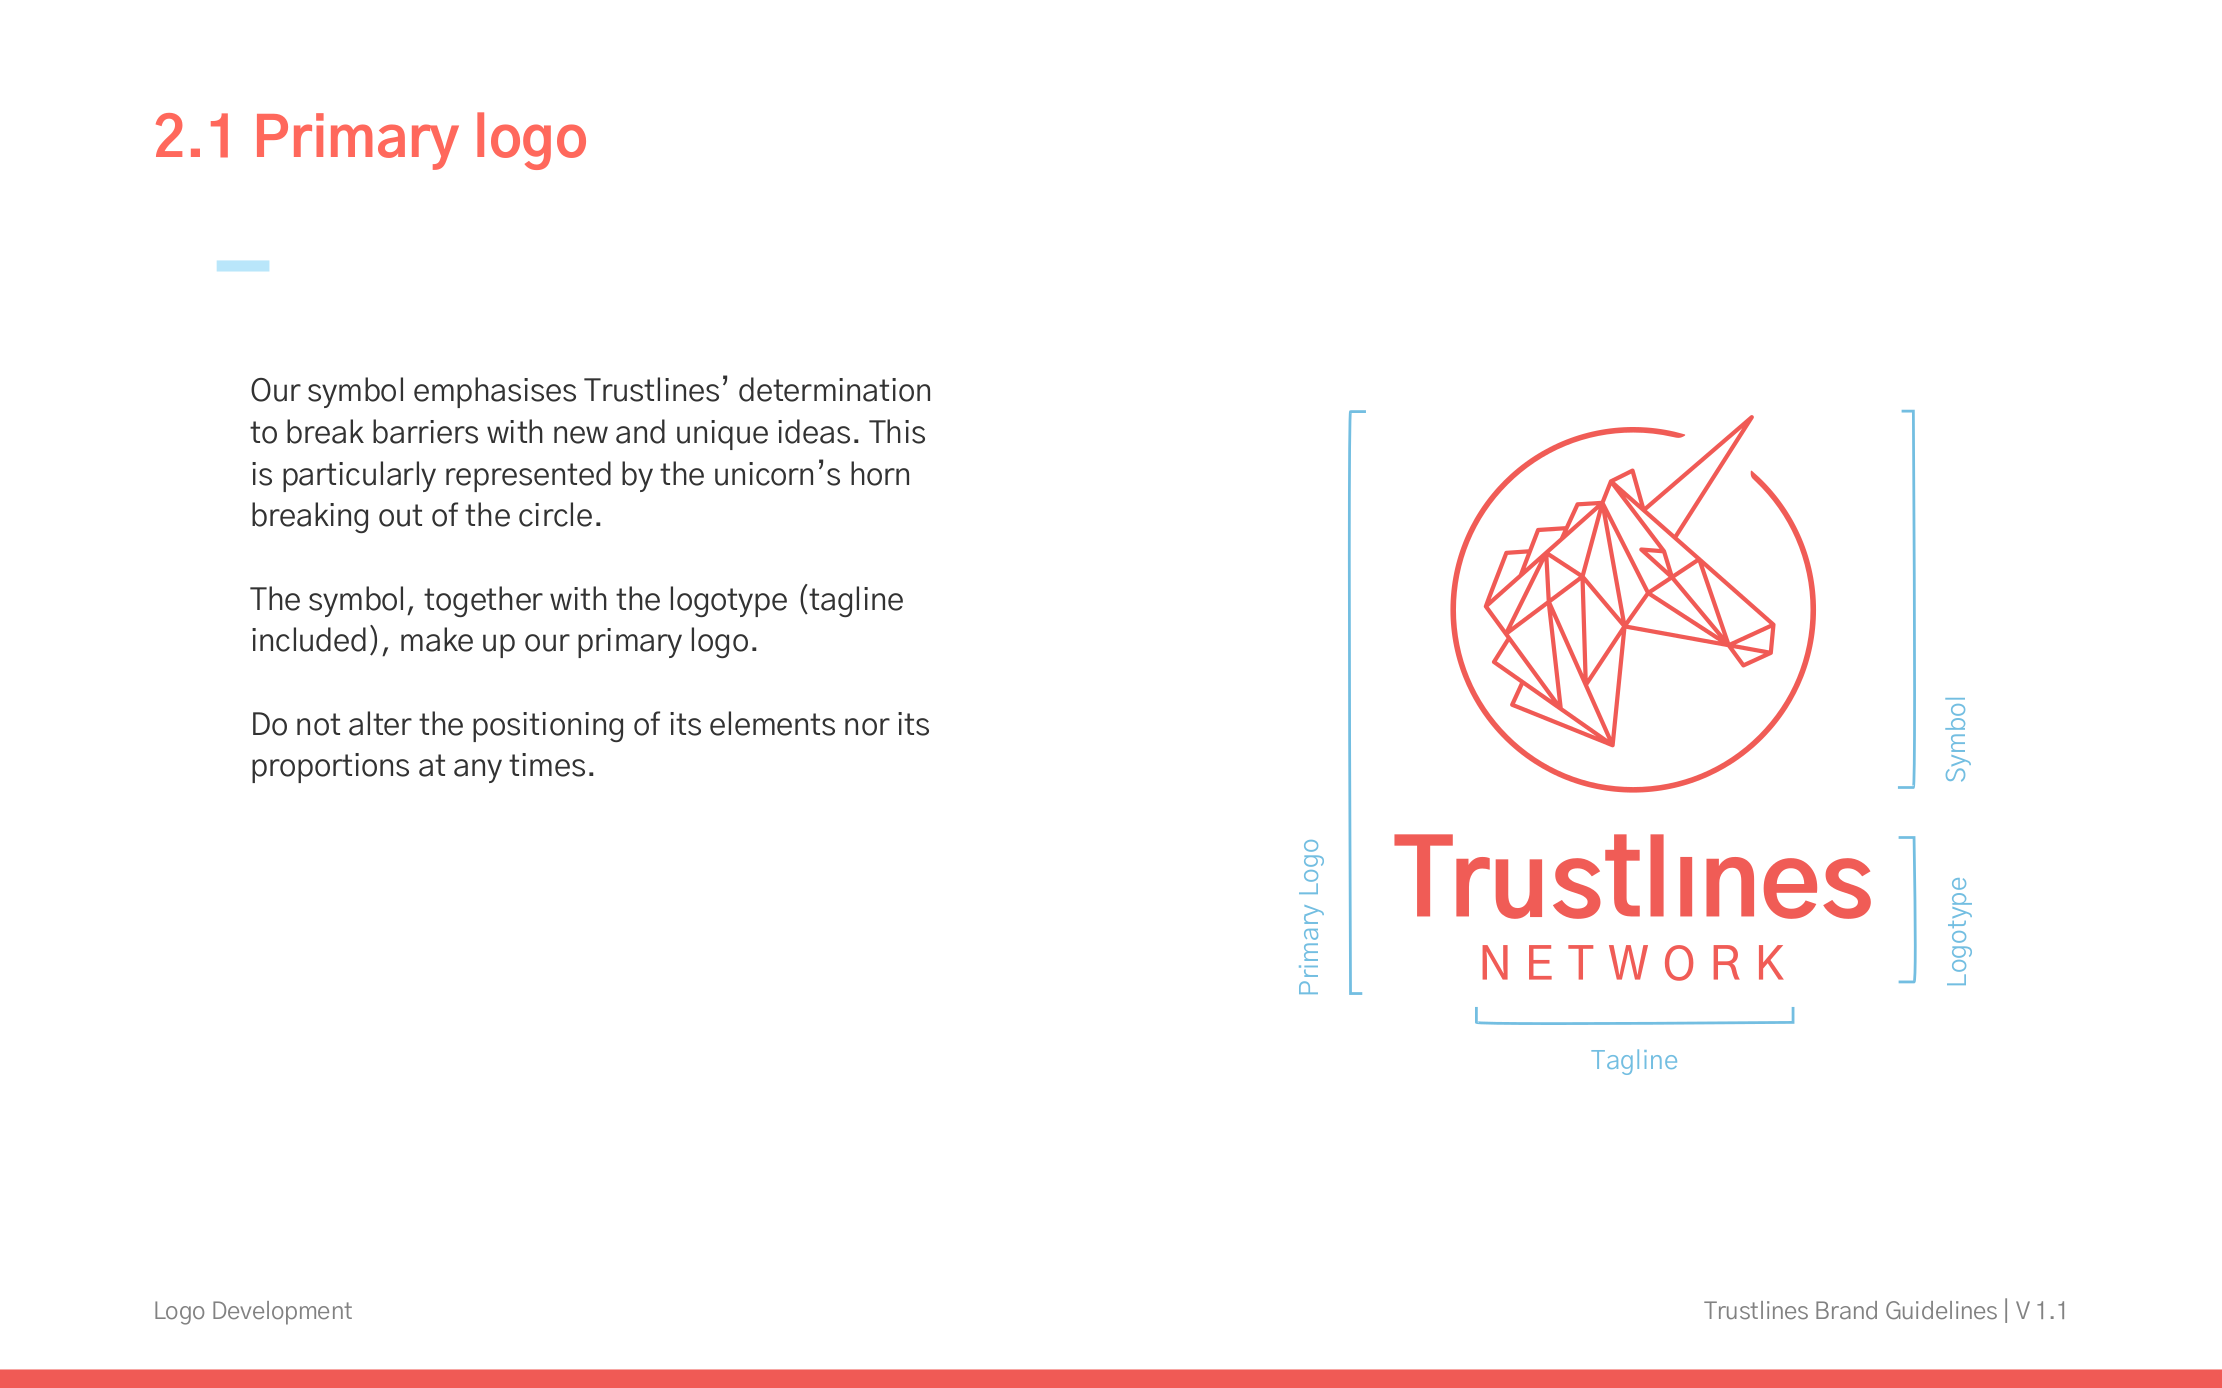 2.1 Primary logo
Our symbol emphasises Trustlines’ determination
to break barriers with new and unique ideas. This
is particularly represented by the unicorn’s horn
breaking out of the circle.
The symbol, together with the logotype (tagline
included), make up our primary logo.
Do not alter the positioning of its elements nor its
proportions at any times.
Primary Logo
Symbol
Trustlınes
NETWORK
Logotype
Tagline
Logo Development
Trustlines Brand Guidelines | V 1.1